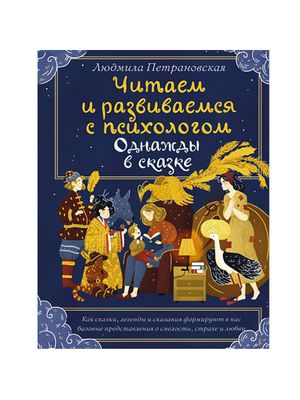 Людмила Петрановская
Читаем
и развиваемся
с психологом
Однажды
в сказке
Как сказки, легенды и сказания формируют в нас
базовые представления о смелости, страхе и любви